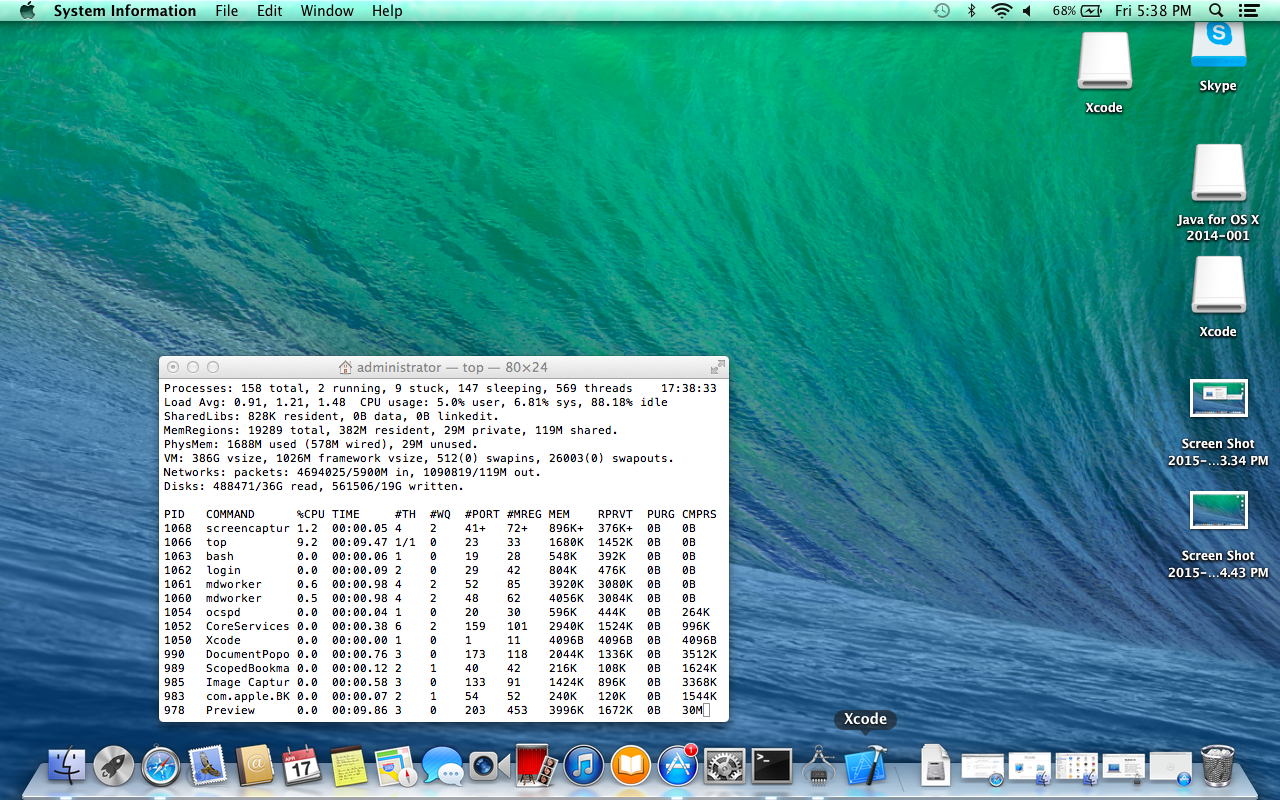 System Information File Edit Window Help 68% Fri 5:38 PM
S
Skype
Xcode
Java for OS X
2014-001
Xcode
Screen Shot
2015-...3.34 PM
Screen Shot
2015-...4.43 PM
administrator — top — 80×24
Processes: 158 total, 2 running, 9 stuck, 147 sleeping, 569 threads 17:38:33
Load Avg: 0.91, 1.21, 1.48 CPU usage: 5.0% user, 6.81% sys, 88.18% idle
SharedLibs: 828K resident, 0B data, 0B linkedit.
MemRegions: 19289 total, 382M resident, 29M private, 119M shared.
PhysMem: 1688M used (578M wired), 29M unused.
VM: 386G vsize, 1026M framework vsize, 512(0) swapins, 26003(0) swapouts.
Networks: packets: 4694025/5900M in, 1090819/119M out.
Disks: 488471/36G read, 561506/19G written.
PID COMMAND %CPU TIME #TH #WQ #PORT #MREG MEM RPRVT PURG CMPRS
1068 screencaptur 1.2 00:00.05 4 2 41+ 72+ 896K+ 376K+ 0B 0B
1066 top 9.2 00:09.47 1/1 0 23 33 1680K 1452K 0B 0B
1063 bash 0.0 00:00.06 1 0 19 28 548K 392K 0B 0B
1062 login 0.0 00:00.09 2 0 29 42 804K 476K 0B 0B
1061 mdworker 0.6 00:00.98 4 2 52 85 3920K 3080K 0B 0B
1060 mdworker 0.5 00:00.98 4 2 48 62 4056K 3084K 0B 0B
1054 ocspd 0.0 00:00.04 1 0 20 30 596K 444K 0B 264K
1052 CoreServices 0.0 00:00.38 6 2 159 101 2940K 1524K 0B 996K
1050 Xcode 0.0 00:00.00 1 0 1 11 4096B 4096B 0B 4096B
990 DocumentPopo 0.0 00:00.76 3 0 173 118 2044K 1336K 0B 3512K
989 ScopedBookma 0.0 00:00.12 2 1 40 42 216K 108K 0B 1624K
985 Image Captur 0.0 00:00.58 3 0 133 91 1424K 896K 0B 3368K
983 com.apple.BK 0.0 00:00.07 2 1 54 52 240K 120K 0B 1544K
978 Preview 0.0 00:09.86 3 0 203 453 3996K 1672K 0B 30M
Xcode
APR
17
1